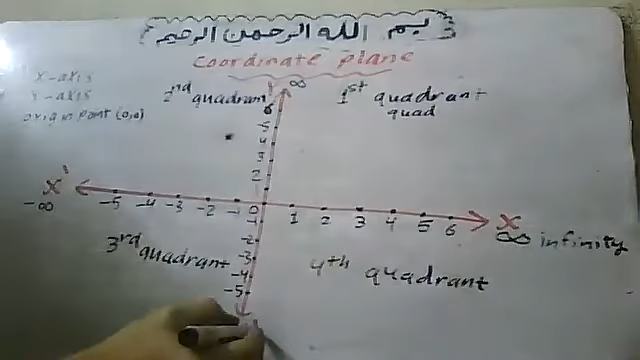 بسم الله الرحمن الرحيم
Coordinate plane
x-axis
Y-axis
origin point (0,0)
2nd quadrant
1st quadrant
quad
Y ∞
6
5
4
3
2
X' -5 -4 -3 -2 -1 0 1 2 3 4 5 6 X
-∞
∞ infinity
-1
-2
-3
-4
-5
3rd quadrant
4th quadrant